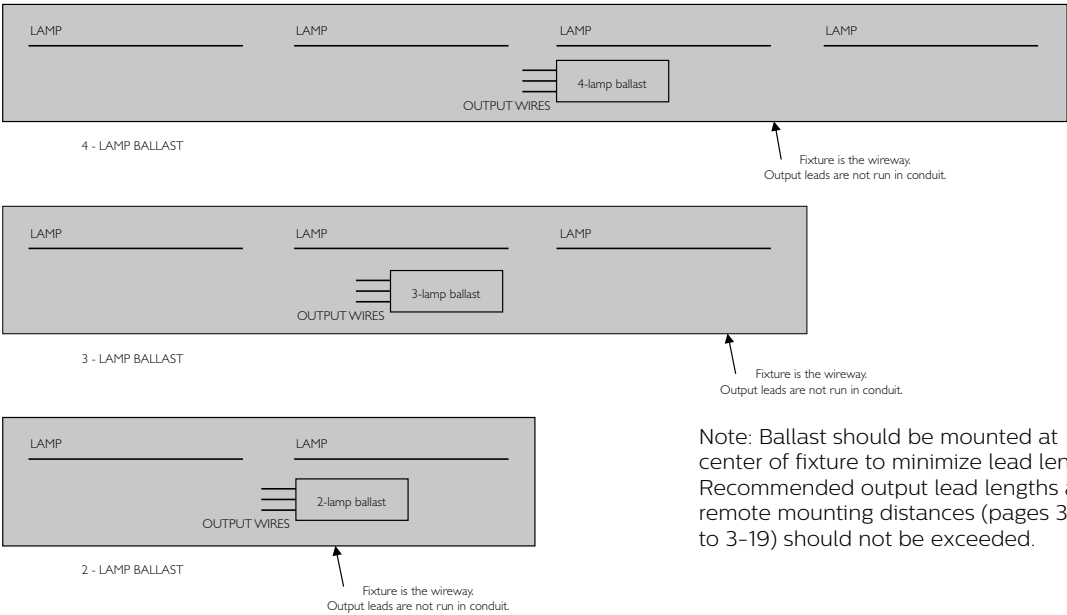 LAMP LAMP LAMP LAMP
4-lamp ballast
OUTPUT WIRES
4 - LAMP BALLAST
Fixture is the wireway.
Output leads are not run in conduit.
LAMP LAMP LAMP
3-lamp ballast
OUTPUT WIRES
3 - LAMP BALLAST
Fixture is the wireway.
Output leads are not run in conduit.
LAMP LAMP
2-lamp ballast
OUTPUT WIRES
2 - LAMP BALLAST
Fixture is the wireway.
Output leads are not run in conduit.
Note: Ballast should be mounted at
center of fixture to minimize lead
Recommended output lead lengths
remote mounting distances (pages
to 3-19) should not be exceeded.